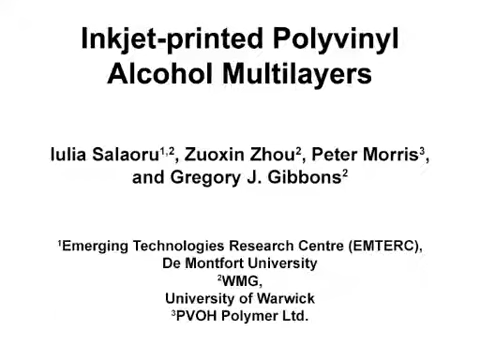 Inkjet-printed Polyvinyl
Alcohol Multilayers
Iulia Salaoru¹,², Zuoxin Zhou², Peter Morris³,
and Gregory J. Gibbons²
¹Emerging Technologies Research Centre (EMTERC),
De Montfort University
²WMG,
University of Warwick
³PVOH Polymer Ltd.